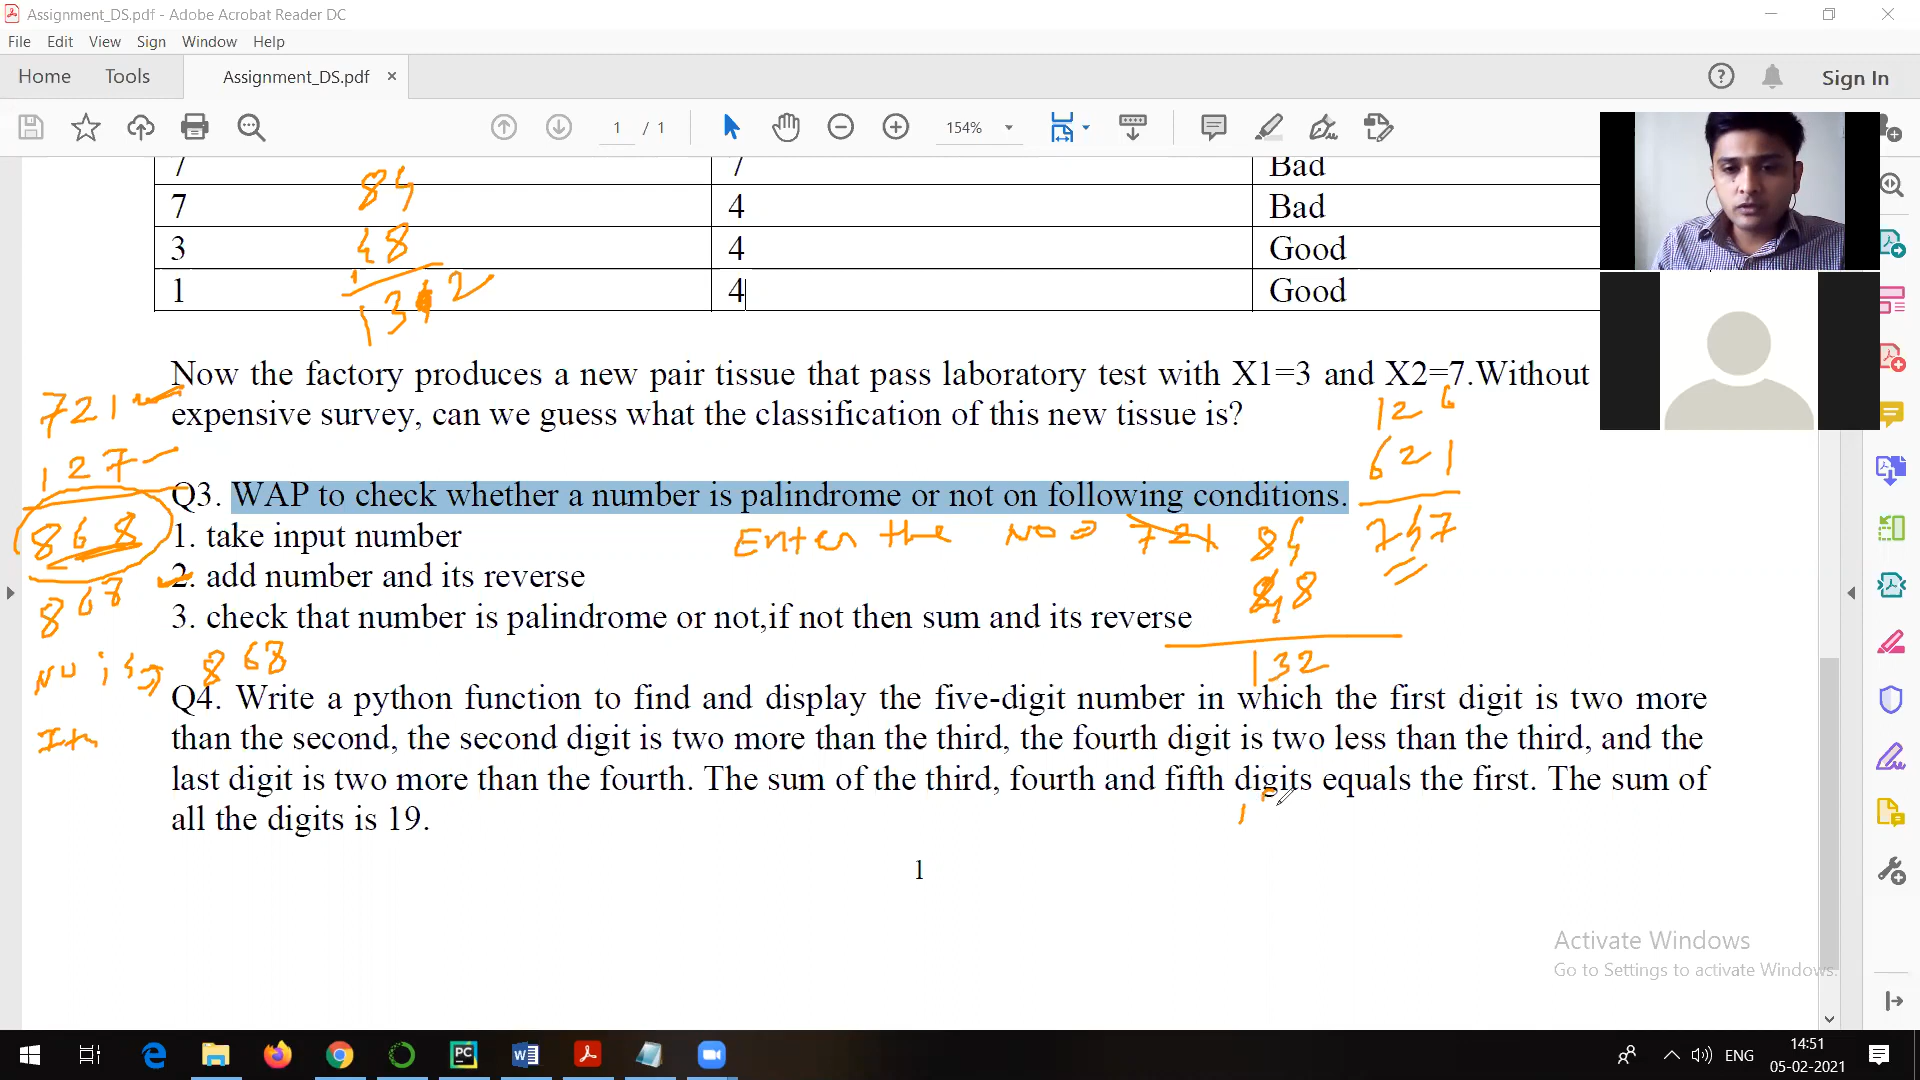 Assignment_DS.pdf - Adobe Acrobat Reader DC
File Edit View Sign Window Help
Home Tools Assignment_DS.pdf × Sign In
1 / 1 154%
7 7 Bad
7 4 Bad
3 4 Good
1 4 Good
84
48
132
Now the factory produces a new pair tissue that pass laboratory test with X1=3 and X2=7.Without
expensive survey, can we guess what the classification of this new tissue is?
721
127
868
867
No is 868
126
621
747
Q3. WAP to check whether a number is palindrome or not on following conditions.
1. take input number
Enter the No 721
84
48
132
2. add number and its reverse
3. check that number is palindrome or not,if not then sum and its reverse
Q4. Write a python function to find and display the five-digit number in which the first digit is two more
than the second, the second digit is two more than the third, the fourth digit is two less than the third, and the
last digit is two more than the fourth. The sum of the third, fourth and fifth digits equals the first. The sum of
all the digits is 19.
1
Activate Windows
Go to Settings to activate Windows.
ENG
14:51
05-02-2021